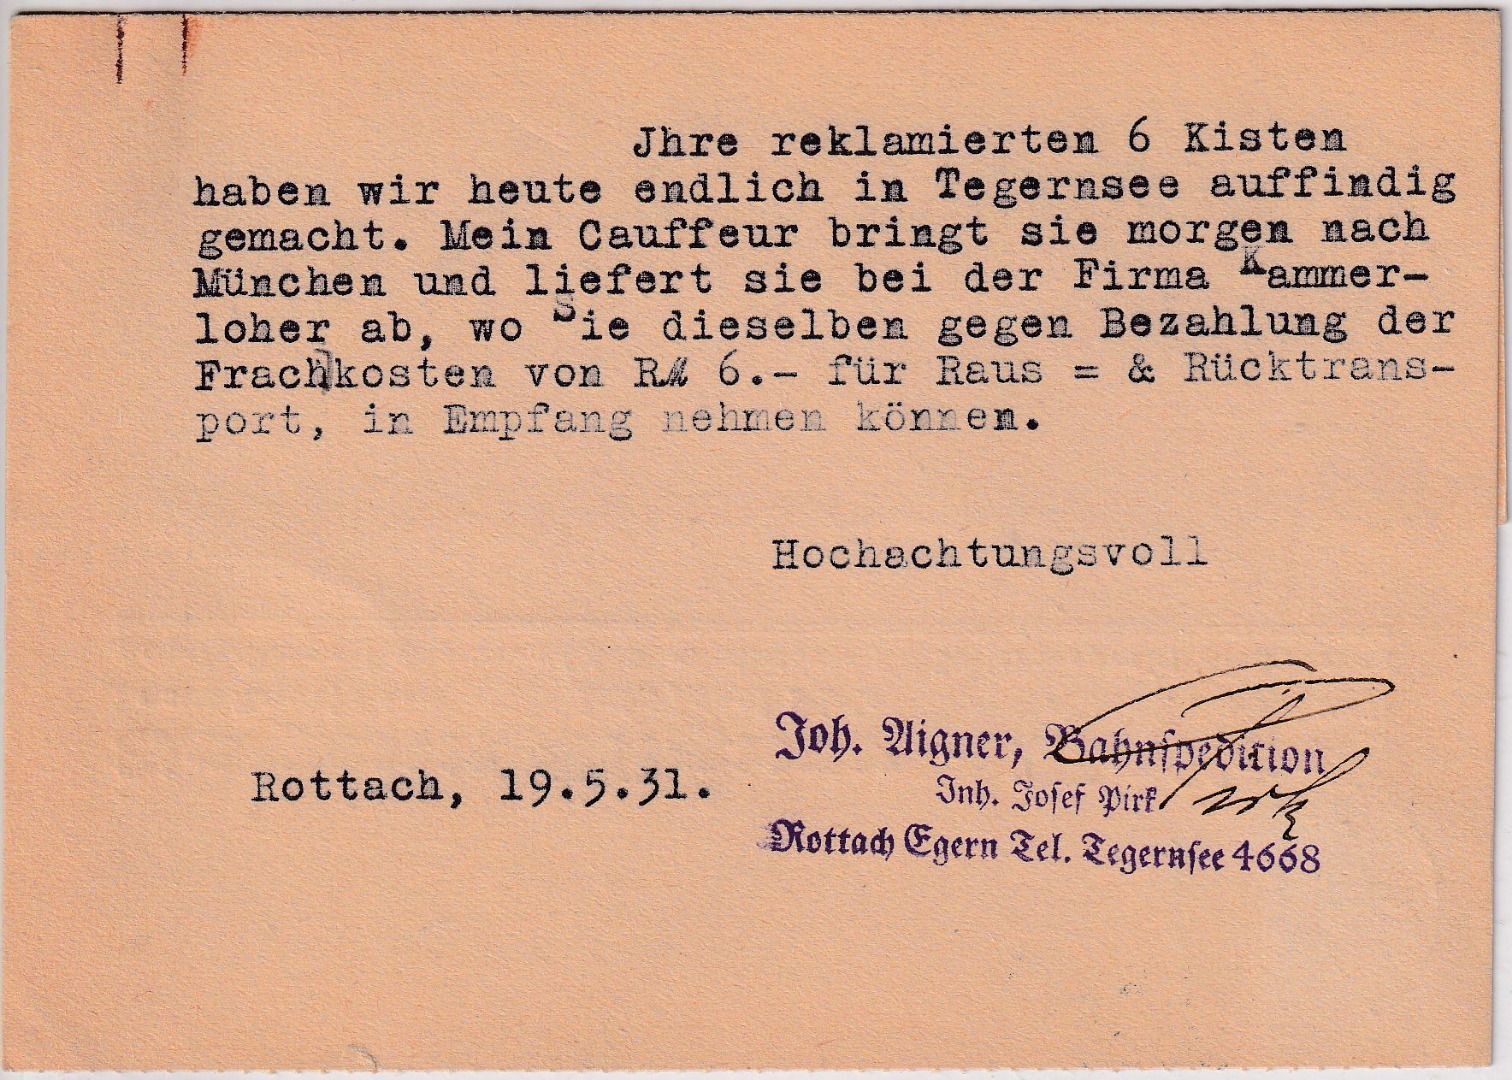 Jhre reklamierten 6 Kisten
haben wir heute endlich in Tegernsee auffindig
gemacht. Mein Cauffeur bringt sie morgen nach
München und liefert sie bei der Firma Kammer-
loher ab, wo Sie dieselben gegen Bezahlung der
Frachkosten von RM 6.- für Raus = & Rücktrans-
port, in Empfang nehmen können.
Hochachtungsvoll
Joh. Aigner, Bahnspedition
Inh. Josef Pirk
Pirk
Rottach Egern Tel. Tegernsee 4668
Rottach, 19.5.31.